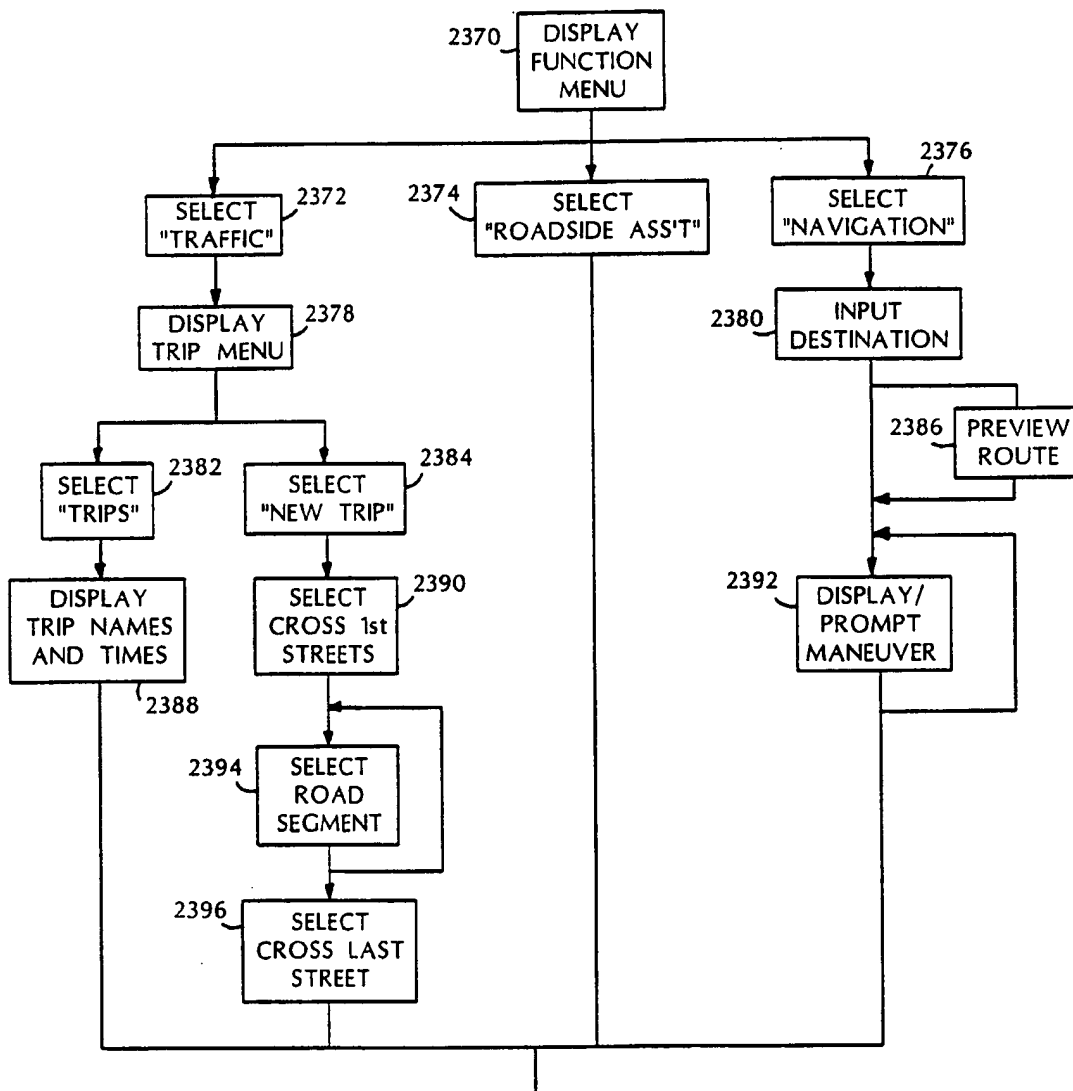 2370
DISPLAY
FUNCTION
MENU
2372
SELECT
"TRAFFIC"
2374
SELECT
"ROADSIDE ASS'T"
2376
SELECT
"NAVIGATION"
DISPLAY
TRIP MENU
2378
2380
INPUT
DESTINATION
2382
SELECT
"TRIPS"
2384
SELECT
"NEW TRIP"
2386
PREVIEW
ROUTE
DISPLAY
TRIP NAMES
AND TIMES
2388
2390
SELECT
CROSS 1st
STREETS
2392
DISPLAY/
PROMPT
MANEUVER
2394
SELECT
ROAD
SEGMENT
2396
SELECT
CROSS LAST
STREET